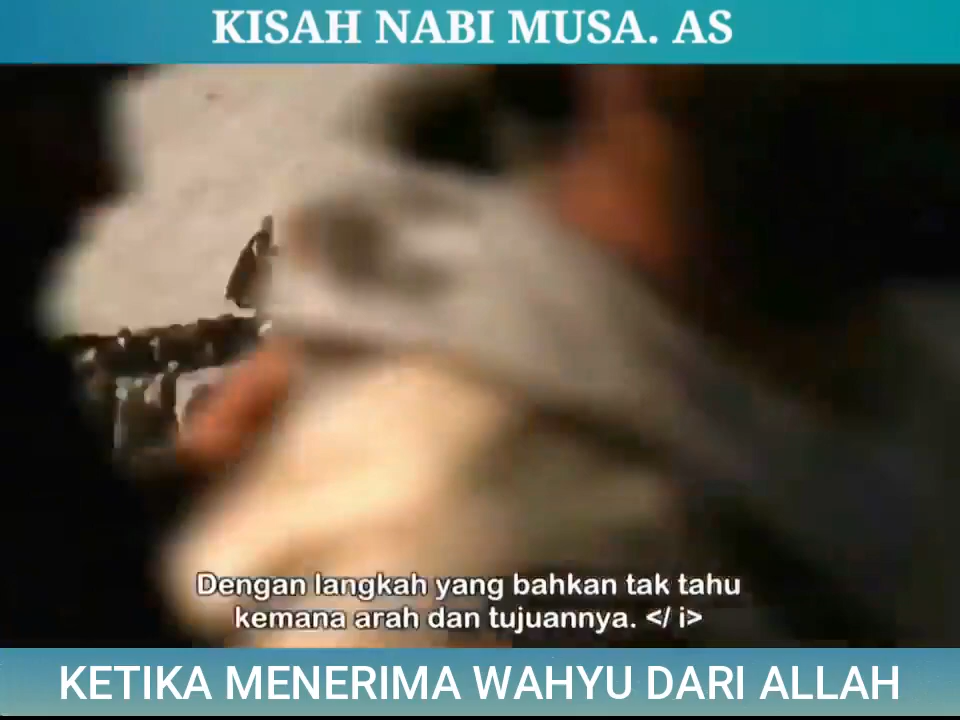 KISAH NABI MUSA. AS
Dengan langkah yang bahkan tak tahu
kemana arah dan tujuannya. </ i>
KETIKA MENERIMA WAHYU DARI ALLAH